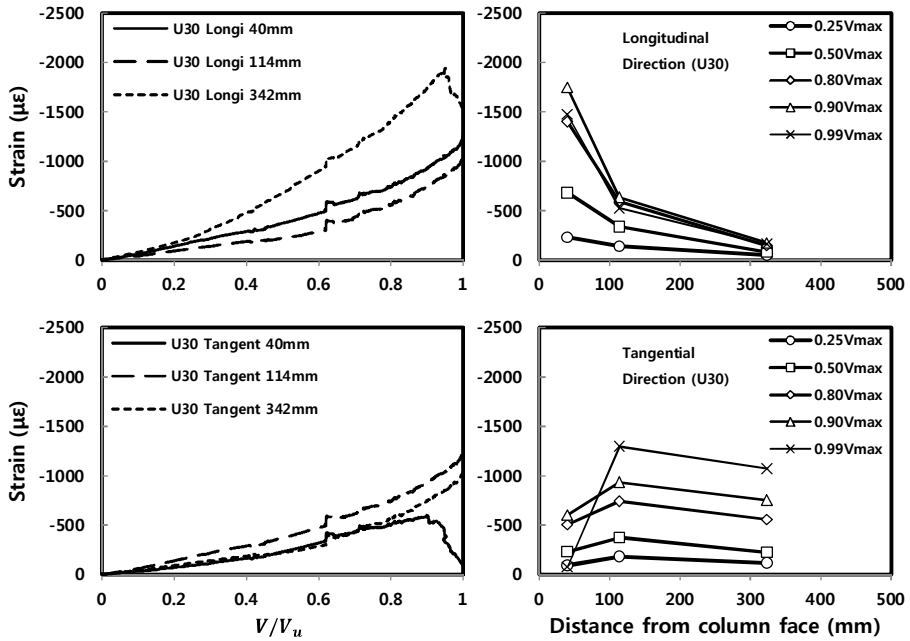 -2500
-2000
-1500
-1000
-500
0
0 0.2 0.4 0.6 0.8 1
Strain (με)
U30 Longi 40mm
U30 Longi 114mm
U30 Longi 342mm
-2500
-2000
-1500
-1000
-500
0
0 100 200 300 400 500
Longitudinal
Direction (U30)
0.25Vmax
0.50Vmax
0.80Vmax
0.90Vmax
0.99Vmax
-2500
-2000
-1500
-1000
-500
0
0 0.2 0.4 0.6 0.8 1
Strain (με)
V/Vu
U30 Tangent 40mm
U30 Tangent 114mm
U30 Tangent 342mm
-2500
-2000
-1500
-1000
-500
0
0 100 200 300 400 500
Tangential
Direction (U30)
0.25Vmax
0.50Vmax
0.80Vmax
0.90Vmax
0.99Vmax
Distance from column face (mm)